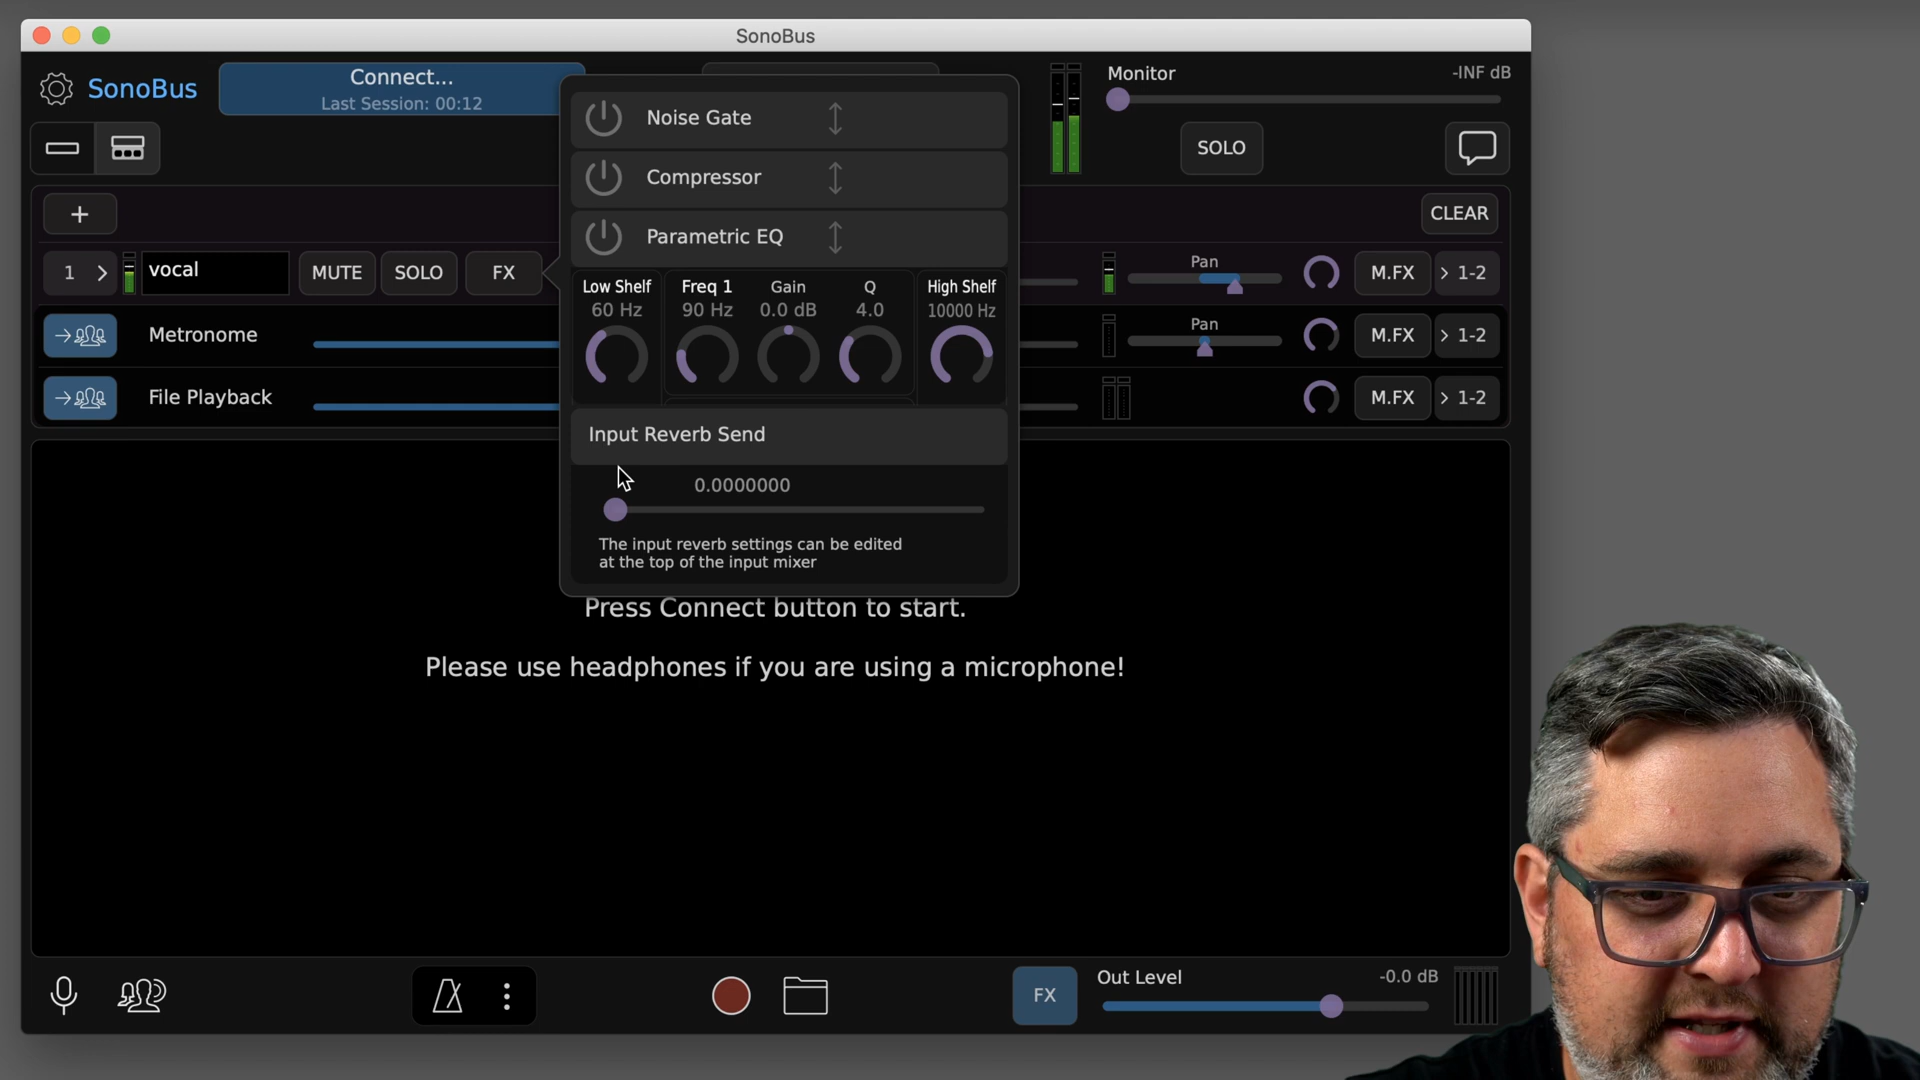 SonoBus
SonoBus
Connect...
Last Session: 00:12
Monitor
-INF dB
SOLO
CLEAR
+
Noise Gate
Compressor
Parametric EQ
Low Shelf
60 Hz
Freq 1
90 Hz
Gain
0.0 dB
Q
4.0
High Shelf
10000 Hz
Input Reverb Send
0.0000000
The input reverb settings can be edited
at the top of the input mixer
1 >
vocal
MUTE
SOLO
FX
Pan
M.FX
> 1-2
Metronome
Pan
M.FX
> 1-2
File Playback
M.FX
> 1-2
Press Connect button to start.
Please use headphones if you are using a microphone!
FX
Out Level
-0.0 dB